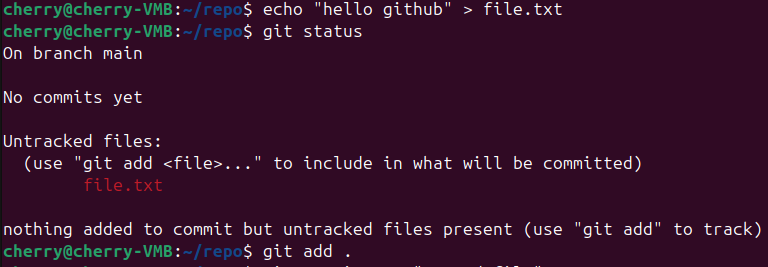 cherry@cherry-VMB:~/repo$ echo "hello github" > file.txt
cherry@cherry-VMB:~/repo$ git status
On branch main
No commits yet
Untracked files:
  (use "git add <file>..." to include in what will be committed)
        file.txt
nothing added to commit but untracked files present (use "git add" to track)
cherry@cherry-VMB:~/repo$ git add .